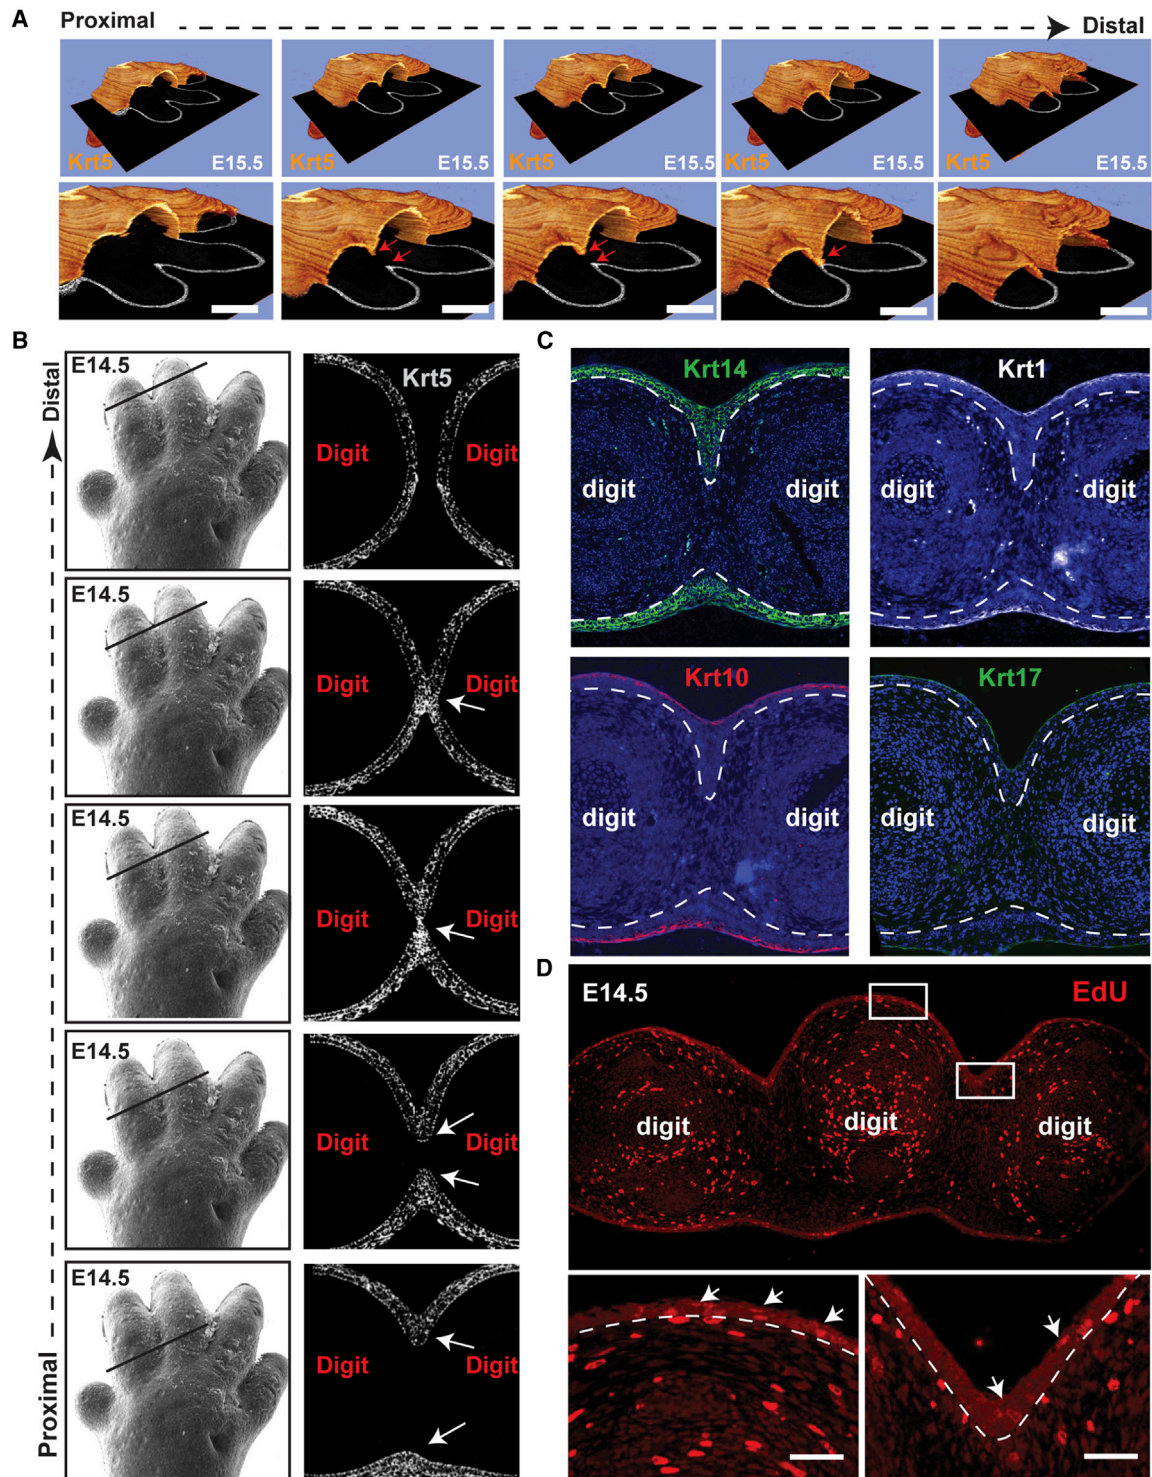 A
Proximal
Distal
Krt5 E15.5
Krt5 E15.5
Krt5 E15.5
Krt5 E15.5
Krt5 E15.5
B
Distal
Proximal
E14.5
Krt5
Digit Digit
E14.5
Digit Digit
E14.5
Digit Digit
E14.5
Digit Digit
E14.5
Digit Digit
C
Krt14
digit digit
Krt1
digit digit
Krt10
digit digit
Krt17
digit digit
D
E14.5 EdU
digit digit digit